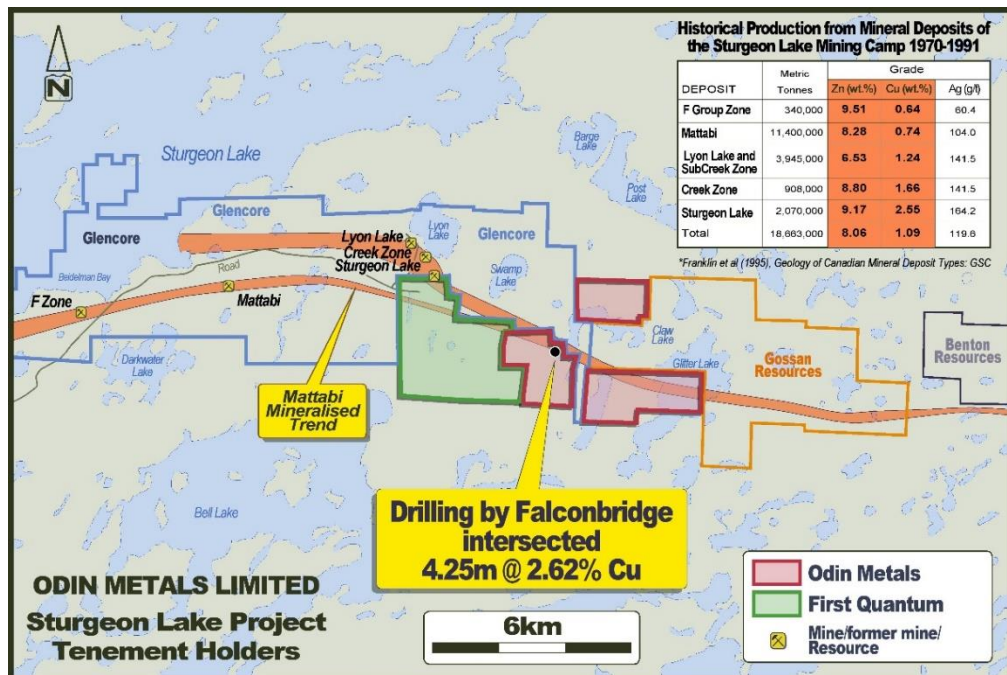 Historical Production from Mineral Deposits of
the Sturgeon Lake Mining Camp 1970-1991
DEPOSIT Metric Tonnes Grade
Zn (wt.%) Cu (wt.%) Ag (g/t)
F Group Zone 340,000 9.51 0.64 60.4
Mattabi 11,400,000 8.28 0.74 104.0
Lyon Lake and
SubCreek Zone 3,945,000 6.53 1.24 141.5
Creek Zone 908,000 8.80 1.66 141.5
Sturgeon Lake 2,070,000 9.17 2.55 164.2
Total 18,663,000 8.06 1.09 119.6
*Franklin et al (1995), Geology of Canadian Mineral Deposit Types: GSC
N
Sturgeon Lake
Barge
Lake
Post
Lake
Glencore
Glencore
Lyon
Lake
Glencore
Lyon Lake
Creek Zone
Sturgeon Lake
Swamp
Lake
Road
Beidelman Bay
F Zone
Mattabi
Darkwater
Lake
Claw
Lake
Glitter Lake
Gossan
Resources
Benton
Resources
Mattabi
Mineralised
Trend
Bell Lake
Drilling by Falconbridge
intersected
4.25m @ 2.62% Cu
ODIN METALS LIMITED
Sturgeon Lake Project
Tenement Holders
6km
Odin Metals
First Quantum
Mine/former mine/
Resource